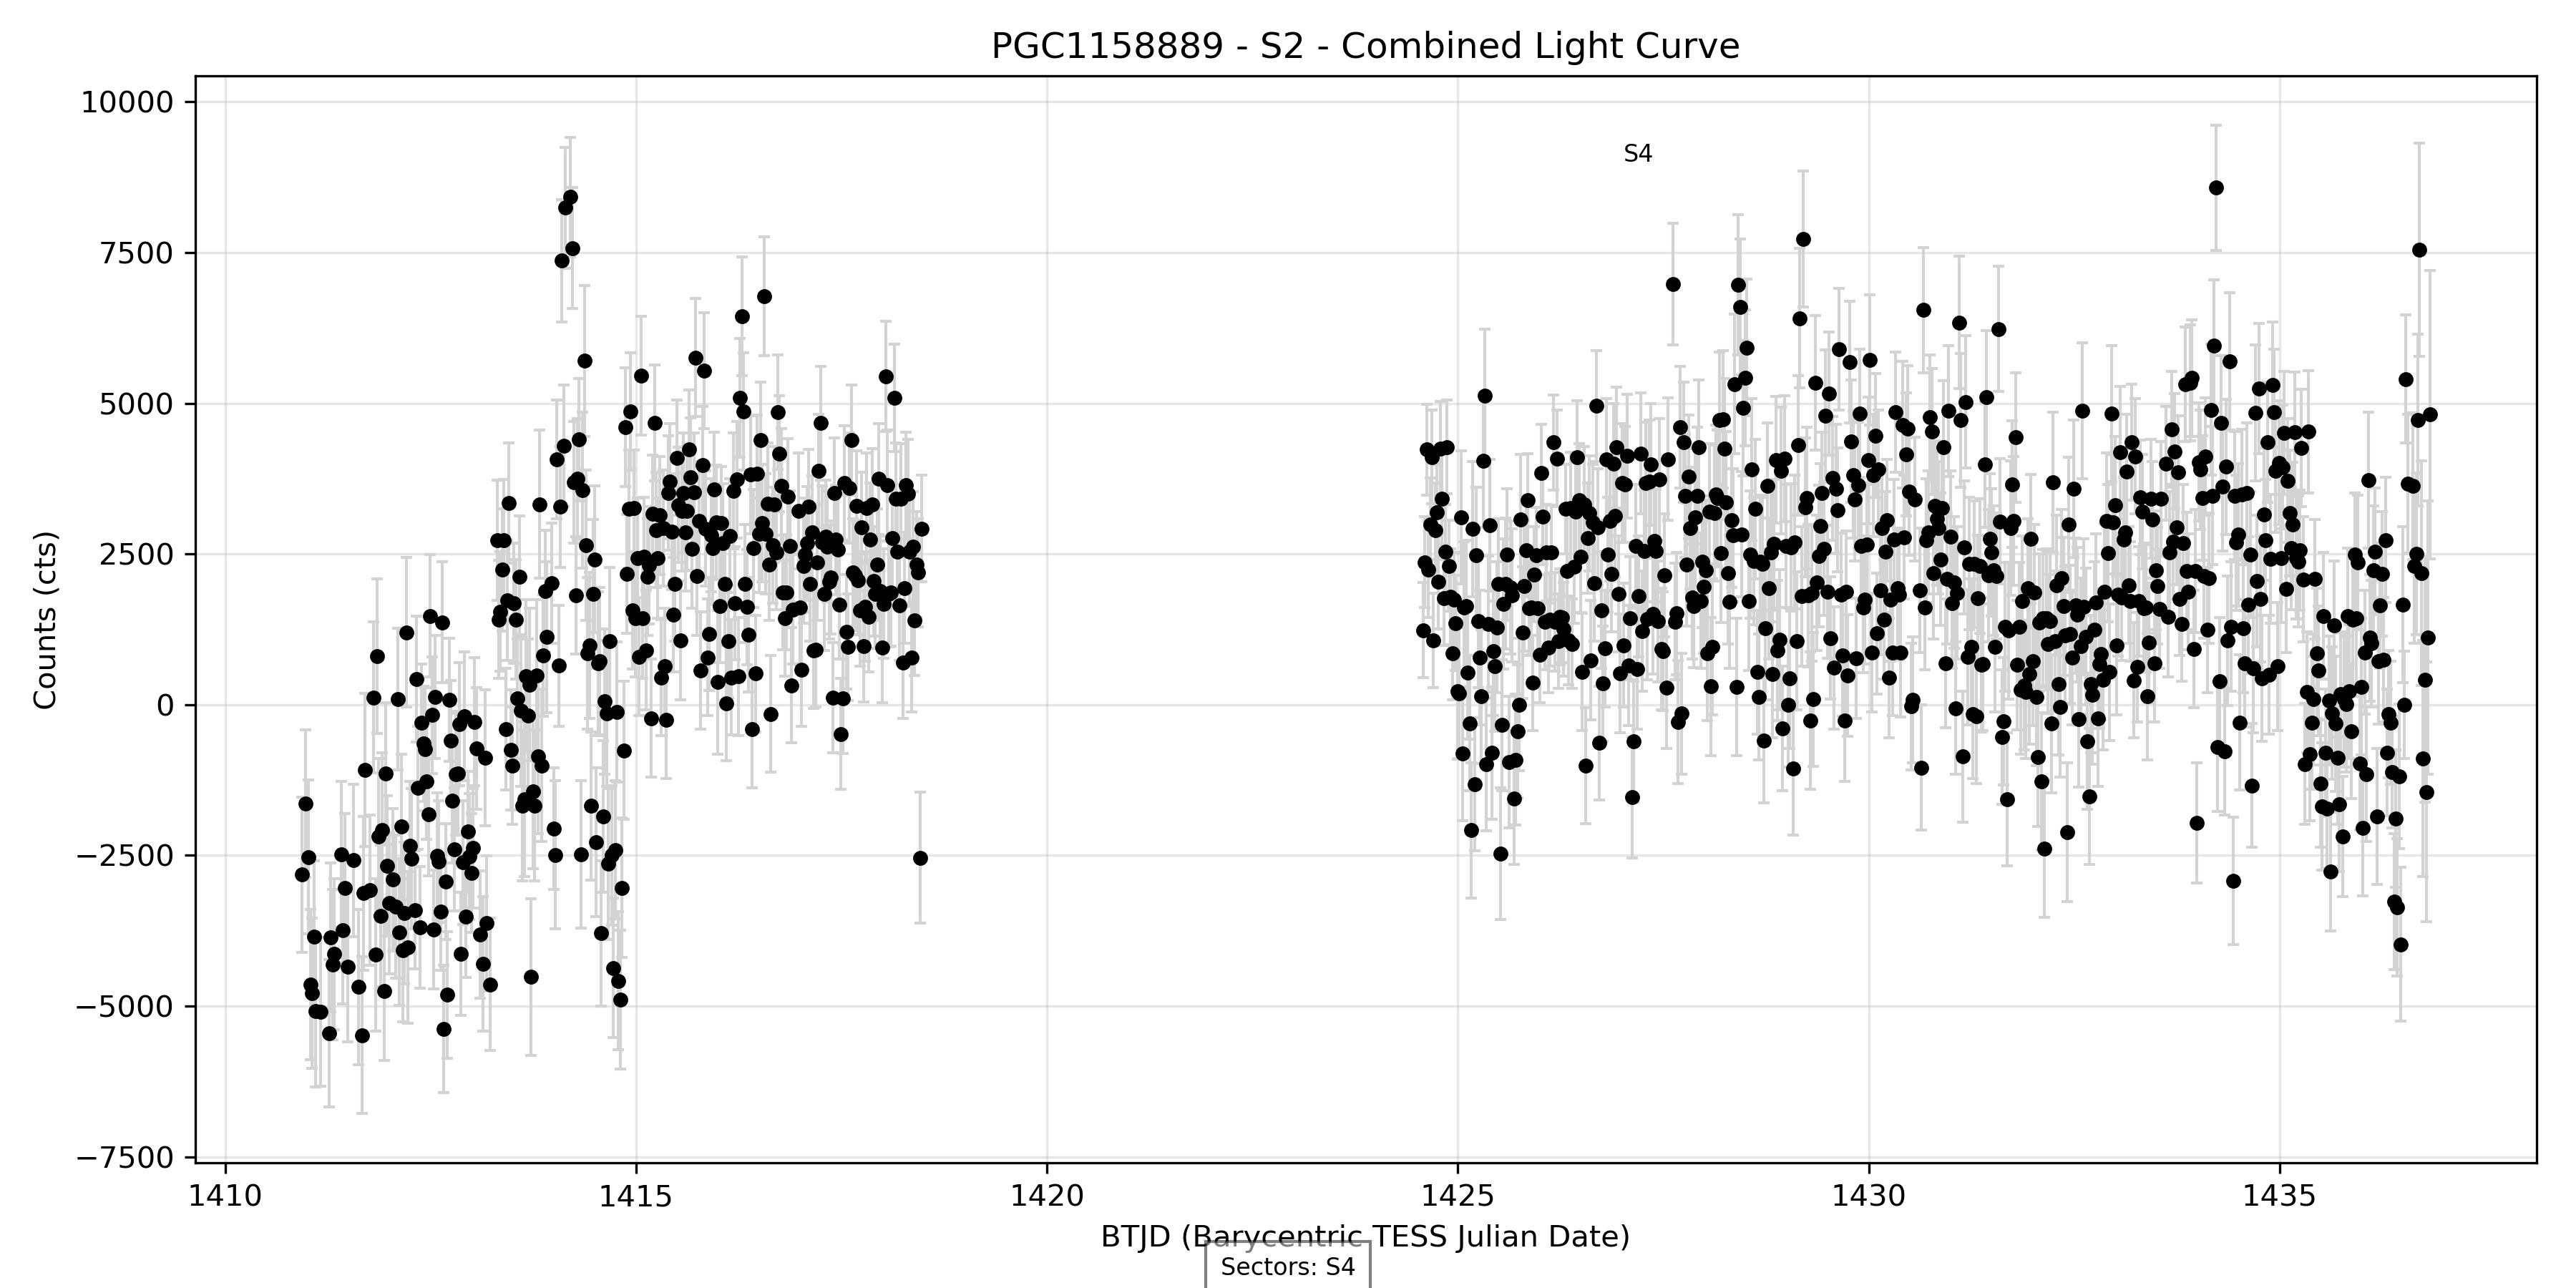 PGC1158889 - S2 - Combined Light Curve
S4
Counts (cts)
10000
7500
5000
2500
0
−2500
−5000
−7500
1410
1415
1420
1425
1430
1435
BTJD (Barycentric TESS Julian Date)
Sectors: S4